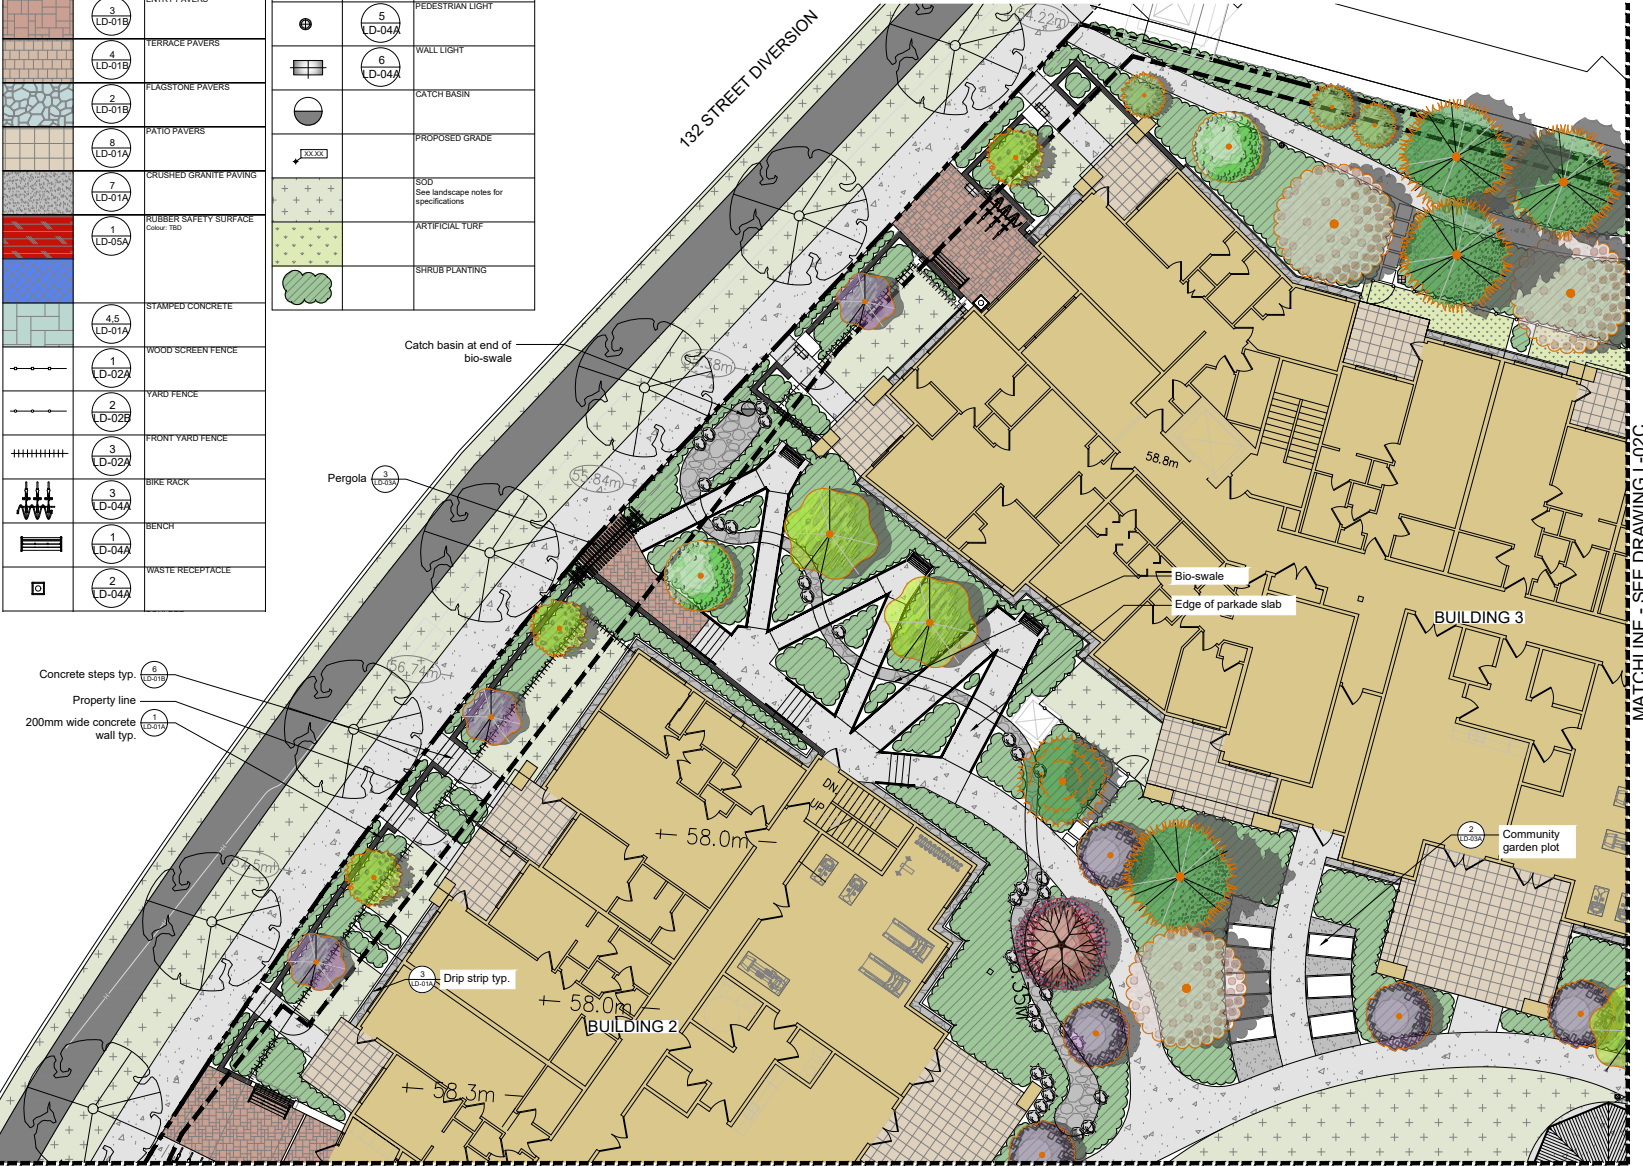 ENTRY PAVERS
3
LD-01B
TERRACE PAVERS
4
LD-01B
FLAGSTONE PAVERS
2
LD-01B
PATIO PAVERS
8
LD-01A
CRUSHED GRANITE PAVING
7
LD-01A
RUBBER SAFETY SURFACE
Colour: TBD
1
LD-05A
STAMPED CONCRETE
4,5
LD-01A
WOOD SCREEN FENCE
1
LD-02A
YARD FENCE
2
LD-02B
FRONT YARD FENCE
3
LD-02A
BIKE RACK
3
LD-04A
BENCH
1
LD-04A
WASTE RECEPTACLE
2
LD-04A
PEDESTRIAN LIGHT
5
LD-04A
WALL LIGHT
6
LD-04A
CATCH BASIN
PROPOSED GRADE
XX.XX
SOD
See landscape notes for
specifications
ARTIFICIAL TURF
SHRUB PLANTING
132 STREET DIVERSION
54.22m
Catch basin at end of
bio-swale
55.84m
Pergola
3
LD-03A
58.8m
Bio-swale
Edge of parkade slab
BUILDING 3
MATCHLINE - SEE DRAWING L-02C
56.74m
Concrete steps typ.
6
LD-01B
Property line
200mm wide concrete
wall typ.
1
LD-01A
DN
UP
58.0m
2
LD-03A
Community
garden plot
3
LD-01A
Drip strip typ.
58.0m
BUILDING 2
58.3m